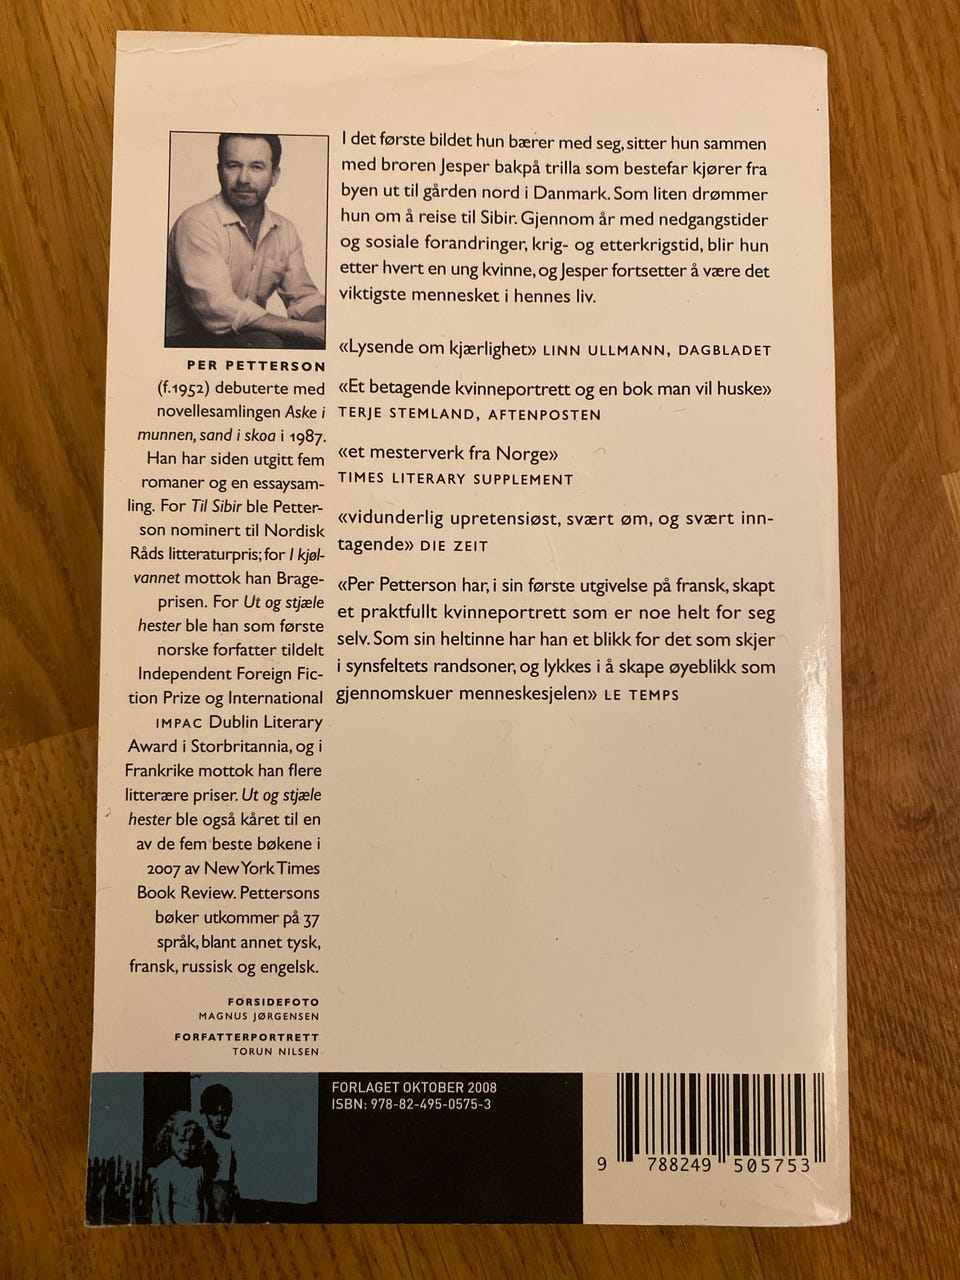 I det første bildet hun bærer med seg, sitter hun sammen
med broren Jesper bakpå trilla som bestefar kjører fra
byen ut til gården nord i Danmark. Som liten drømmer
hun om å reise til Sibir. Gjennom år med nedgangstider
og sosiale forandringer, krig- og etterkrigstid, blir hun
etter hvert en ung kvinne, og Jesper fortsetter å være det
viktigste mennesket i hennes liv.
«Lysende om kjærlighet» LINN ULLMANN, DAGBLADET
«Et betagende kvinneportrett og en bok man vil huske»
TERJE STEMLAND, AFTENPOSTEN
«et mesterverk fra Norge»
TIMES LITERARY SUPPLEMENT
«vidunderlig upretensiøst, svært øm, og svært inn-
tagende» DIE ZEIT
«Per Petterson har, i sin første utgivelse på fransk, skapt
et praktfullt kvinneportrett som er noe helt for seg
selv. Som sin heltinne har han et blikk for det som skjer
i synsfeltets randsoner, og lykkes i å skape øyeblikk som
gjennomskuer menneskesjelen» LE TEMPS
PER PETTERSON
(f.1952) debuterte med
novellesamlingen Aske i
munnen, sand i skoa i 1987.
Han har siden utgitt fem
romaner og en essaysam-
ling. For Til Sibir ble Petter-
son nominert til Nordisk
Råds litteraturpris; for I kjøl-
vannet mottok han Brage-
prisen. For Ut og stjæle
hester ble han som første
norske forfatter tildelt
Independent Foreign Fic-
tion Prize og International
IMPAC Dublin Literary
Award i Storbritannia, og i
Frankrike mottok han flere
litterære priser. Ut og stjæle
hester ble også kåret til en
av de fem beste bøkene i
2007 av New York Times
Book Review. Pettersons
bøker utkommer på 37
språk, blant annet tysk,
fransk, russisk og engelsk.
FORSIDEFOTO
MAGNUS JØRGENSEN
FORFATTERPORTRETT
TORUN NILSEN
FORLAGET OKTOBER 2008
ISBN: 978-82-495-0575-3
9 788249 505753